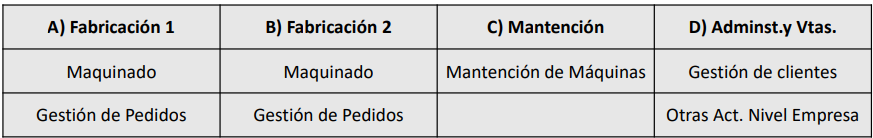 A) Fabricación 1 B) Fabricación 2 C) Mantención D) Adminst.y Vtas.
Maquinado Maquinado Mantención de Máquinas Gestión de clientes
Gestión de Pedidos Gestión de Pedidos Otras Act. Nivel Empresa